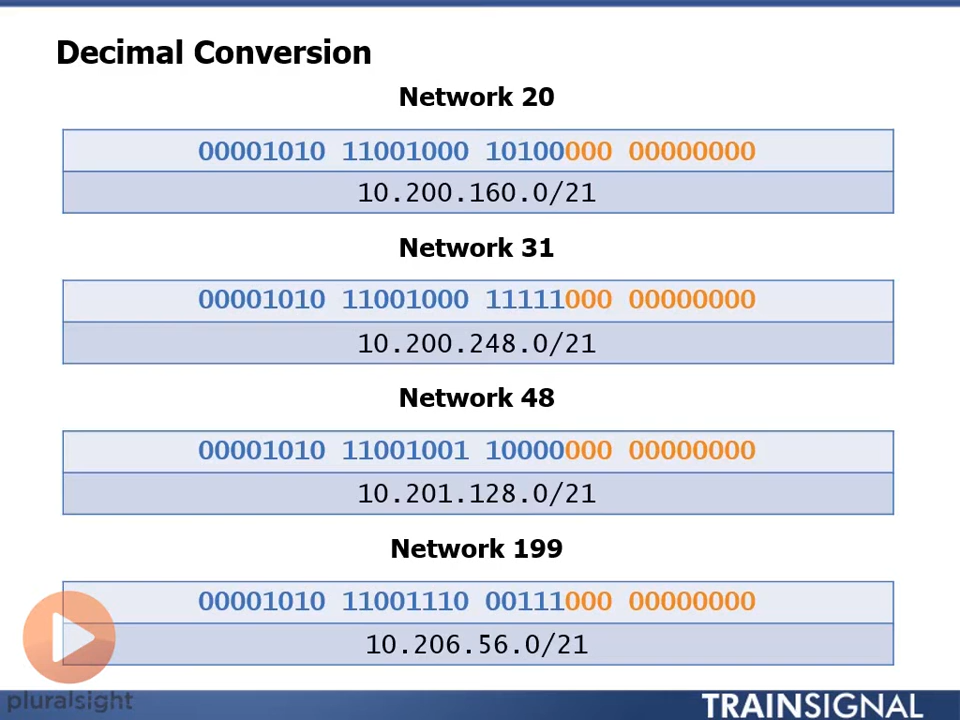 Decimal Conversion
Network 20
00001010 11001000 10100000 00000000
10.200.160.0/21
Network 31
00001010 11001000 11111000 00000000
10.200.248.0/21
Network 48
00001010 11001001 10000000 00000000
10.201.128.0/21
Network 199
00001010 11001110 00111000 00000000
10.206.56.0/21
pluralsight
TRAINSIGNAL